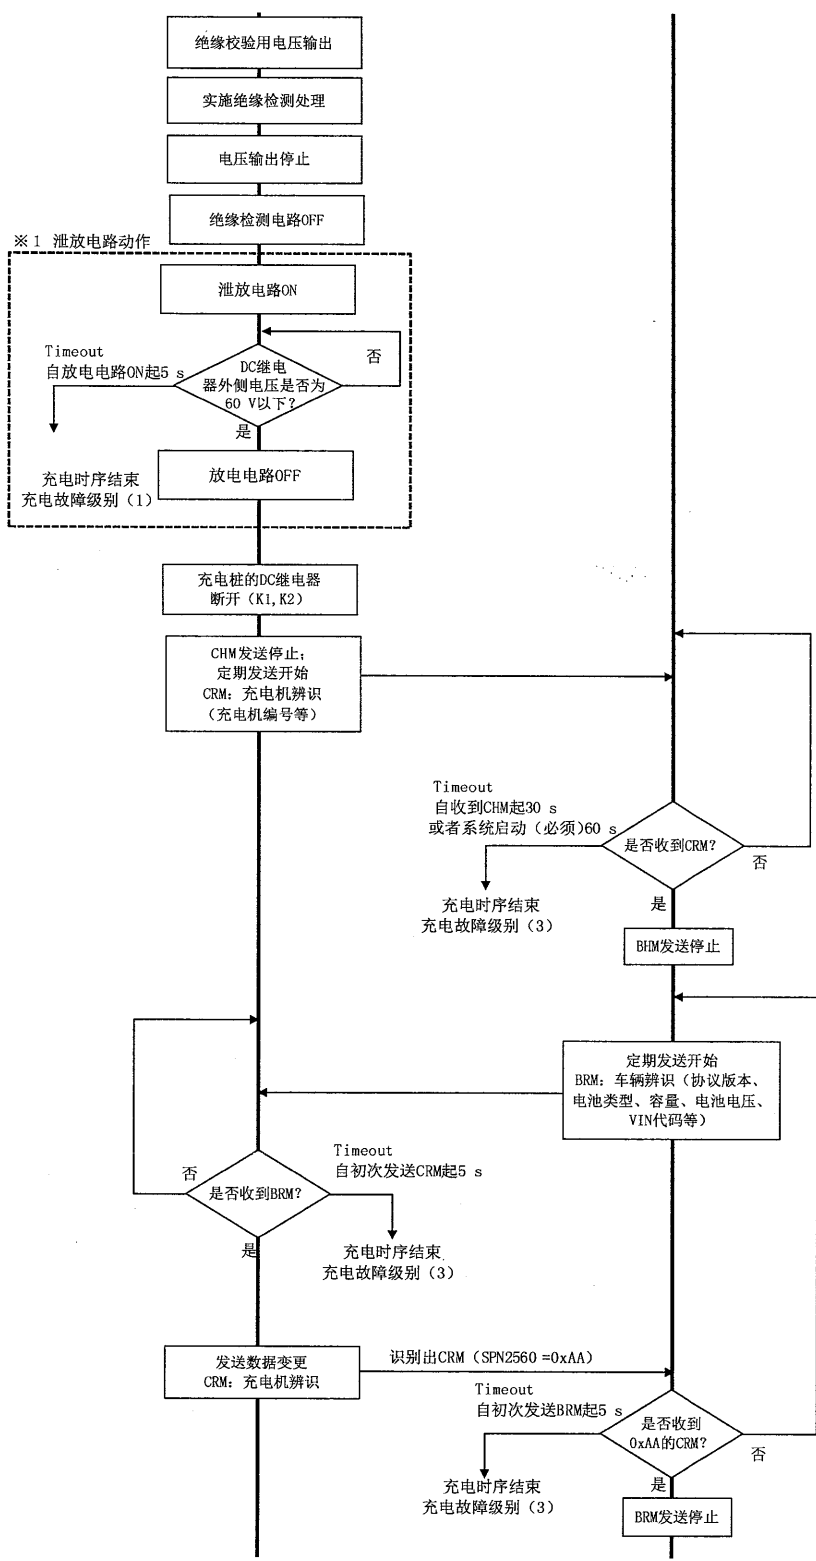 绝缘校验用电压输出
实施绝缘检测处理
电压输出停止
绝缘检测电路OFF
※1 泄放电路动作
泄放电路ON
Timeout
自放电电路ON起5 s
否
DC继电
器外侧电压是否为
60 V以下?
是
充电时序结束
充电故障级别(1)
放电电路OFF
充电桩的DC继电器
断开(K1,K2)
CHM发送停止;
定期发送开始
CRM:充电机辨识
(充电机编号等)
Timeout
自收到CHM起30 s
或者系统启动(必须)60 s
是否收到CRM?
否
充电时序结束
充电故障级别(3)
是
BHM发送停止
定期发送开始
BRM:车辆辨识(协议版本、
电池类型、容量、电池电压、
VIN代码等)
Timeout
自初次发送CRM起5 s
否
是否收到BRM?
是
充电时序结束
充电故障级别(3)
发送数据变更
CRM:充电机辨识
识别出CRM(SPN2560 =0xAA)
Timeout
自初次发送BRM起5 s
是否收到
0xAA的CRM?
否
充电时序结束
充电故障级别(3)
是
BRM发送停止